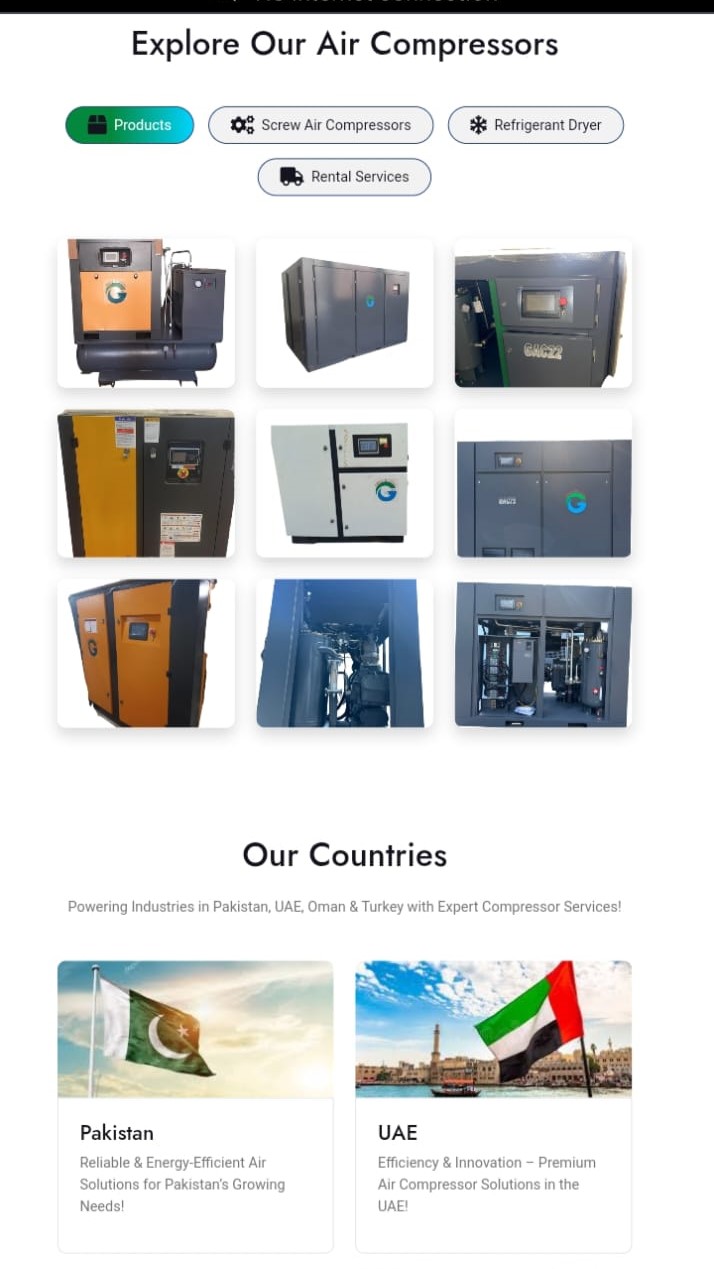 Explore Our Air Compressors
Products
Screw Air Compressors
Refrigerant Dryer
Rental Services
GAC22
Our Countries
Powering Industries in Pakistan, UAE, Oman & Turkey with Expert Compressor Services!
Pakistan
Reliable & Energy-Efficient Air
Solutions for Pakistan's Growing
Needs!
UAE
Efficiency & Innovation – Premium
Air Compressor Solutions in the
UAE!